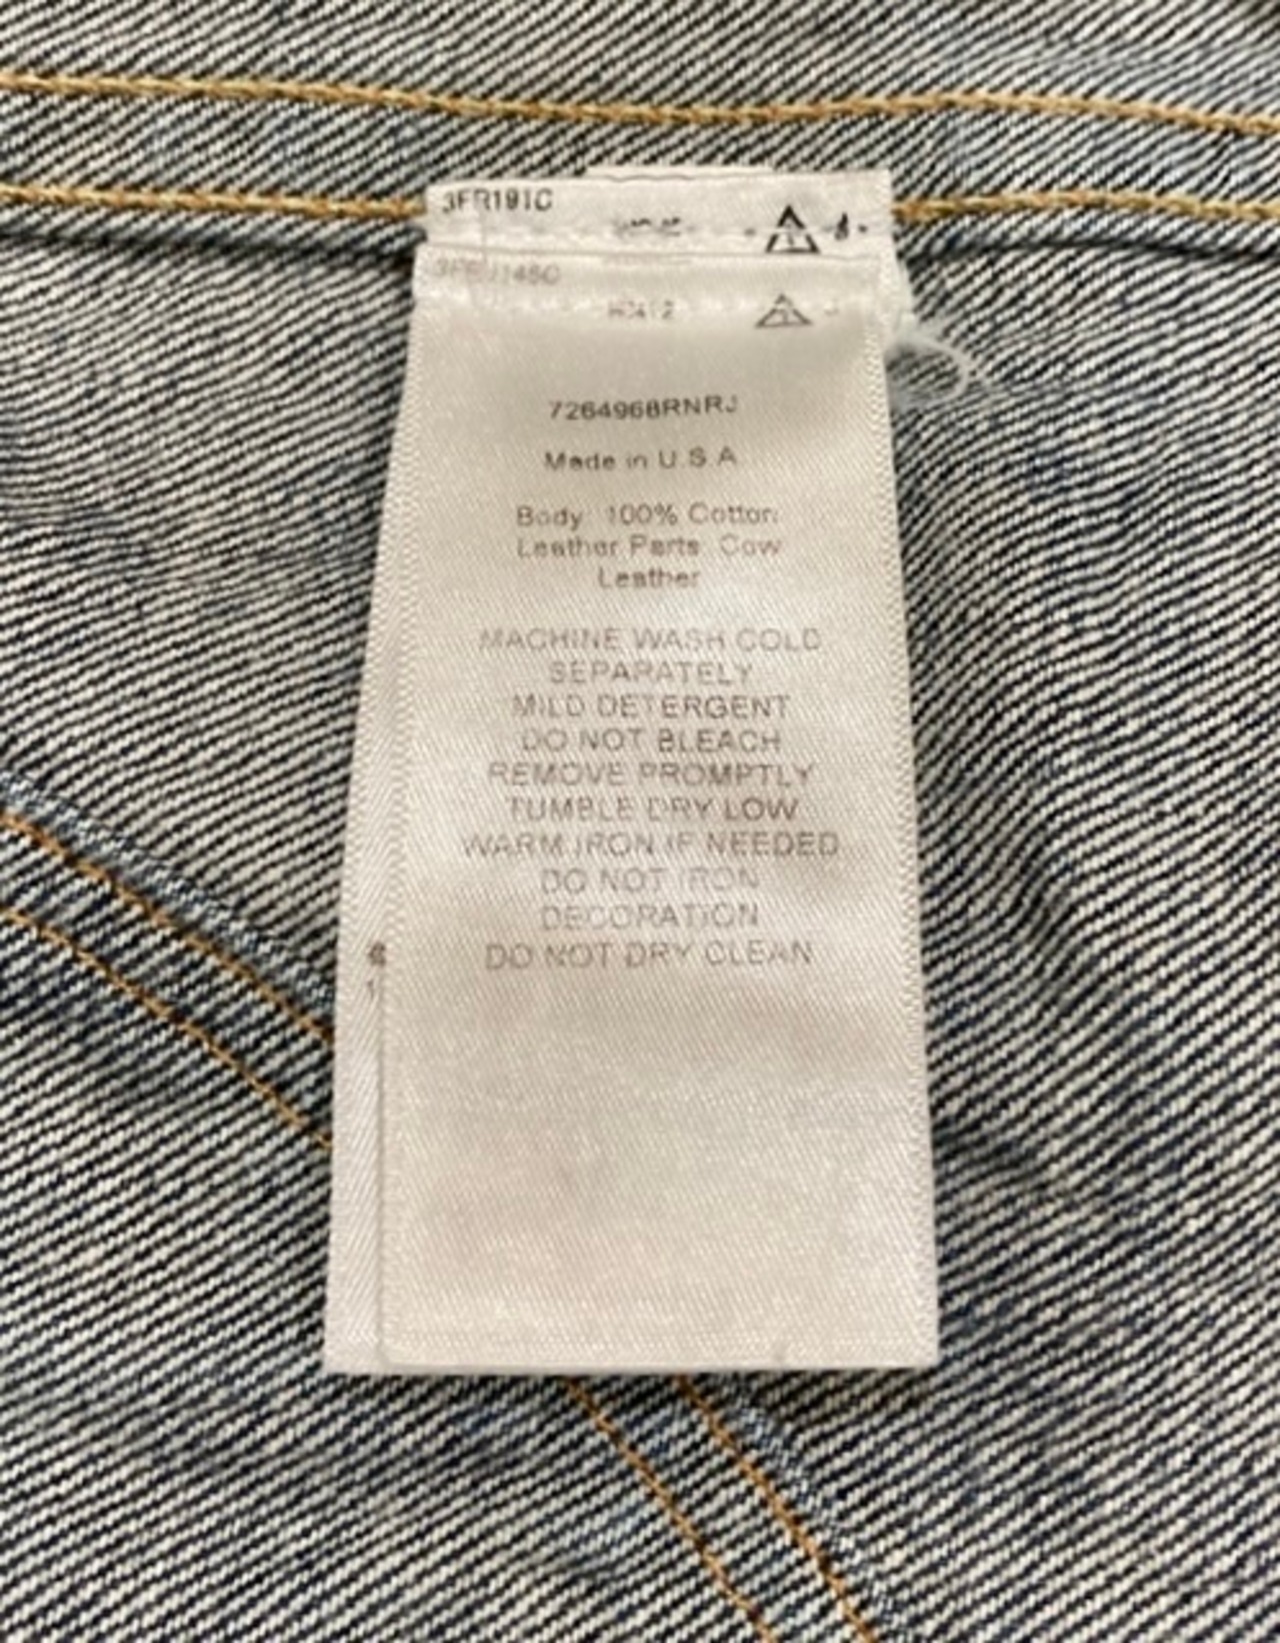 3FR191C
7264968RNRJ
Made in U.S.A
Body: 100% Cotton
Leather Parts: Cow
Leather
MACHINE WASH COLD
SEPARATELY
MILD DETERGENT
DO NOT BLEACH
REMOVE PROMPTLY
TUMBLE DRY LOW
WARM IRON IF NEEDED
DO NOT IRON
DECORATION
DO NOT DRY CLEAN